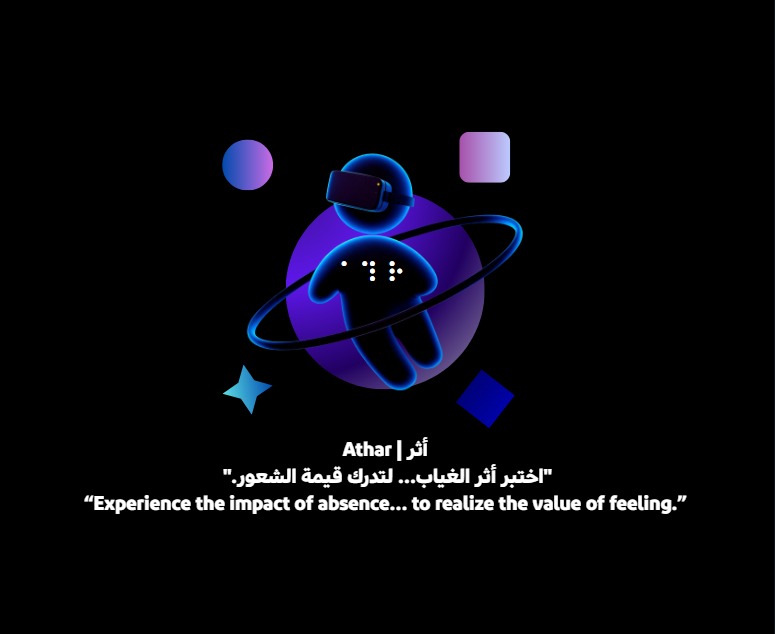 ⠁⠹⠗
أثر | Athar
"اختبر أثر الغياب... لتدرك قيمة الشعور."
“Experience the impact of absence... to realize the value of feeling.”